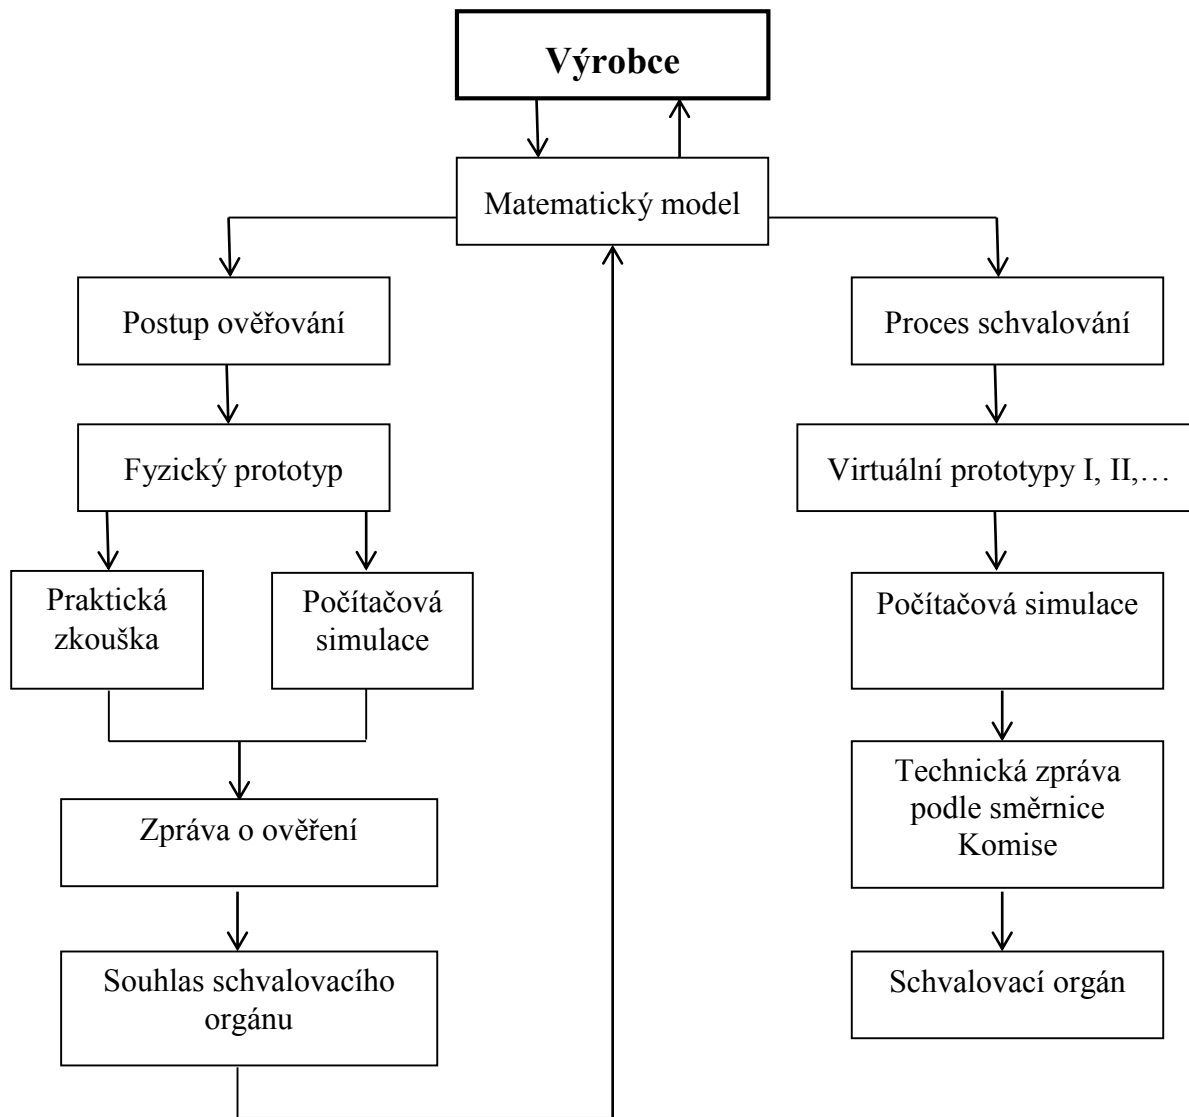 Výrobce
Matematický model
Postup ověřování
Proces schvalování
Fyzický prototyp
Virtuální prototypy I, II,…
Praktická
zkouška
Počítačová
simulace
Počítačová simulace
Zpráva o ověření
Technická zpráva
podle směrnice
Komise
Souhlas schvalovacího
orgánu
Schvalovací orgán